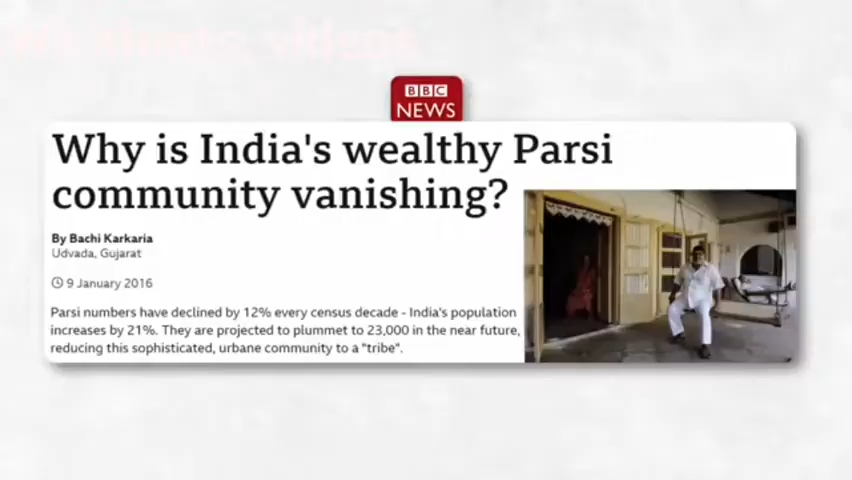 BBC
NEWS
Why is India's wealthy Parsi
community vanishing?
By Bachi Karkaria
Udvada, Gujarat
9 January 2016
Parsi numbers have declined by 12% every census decade - India's population
increases by 21%. They are projected to plummet to 23,000 in the near future,
reducing this sophisticated, urbane community to a "tribe".